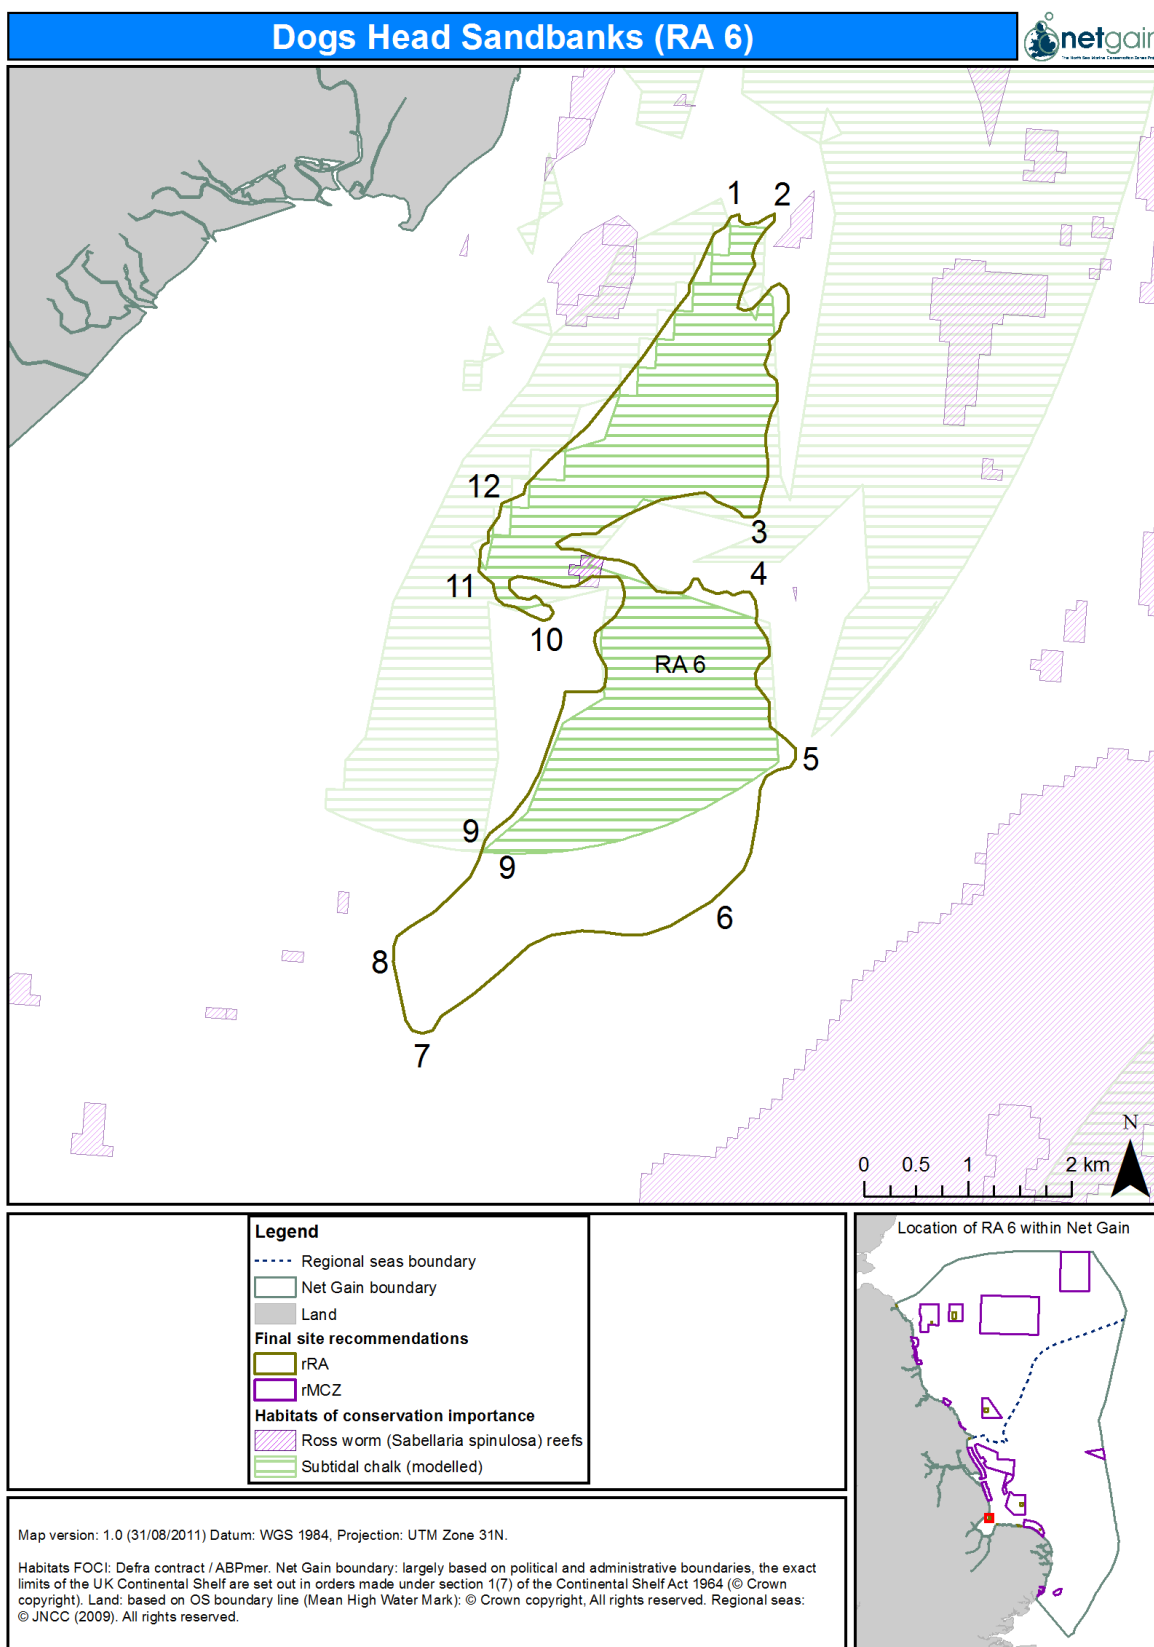 Dogs Head Sandbanks (RA 6)
netgain
1
2
12
3
11
4
10
RA 6
5
9
9
6
8
7
N
0 0.5 1 2 km
Legend
Regional seas boundary
Net Gain boundary
Land
Final site recommendations
rRA
rMCZ
Habitats of conservation importance
Ross worm (Sabellaria spinulosa) reefs
Subtidal chalk (modelled)
Location of RA 6 within Net Gain
Map version: 1.0 (31/08/2011) Datum: WGS 1984, Projection: UTM Zone 31N.
Habitats FOCI: Defra contract / ABPmer. Net Gain boundary: largely based on political and administrative boundaries, the exact
limits of the UK Continental Shelf are set out in orders made under section 1(7) of the Continental Shelf Act 1964 (© Crown
copyright). Land: based on OS boundary line (Mean High Water Mark): © Crown copyright, All rights reserved. Regional seas:
© JNCC (2009). All rights reserved.